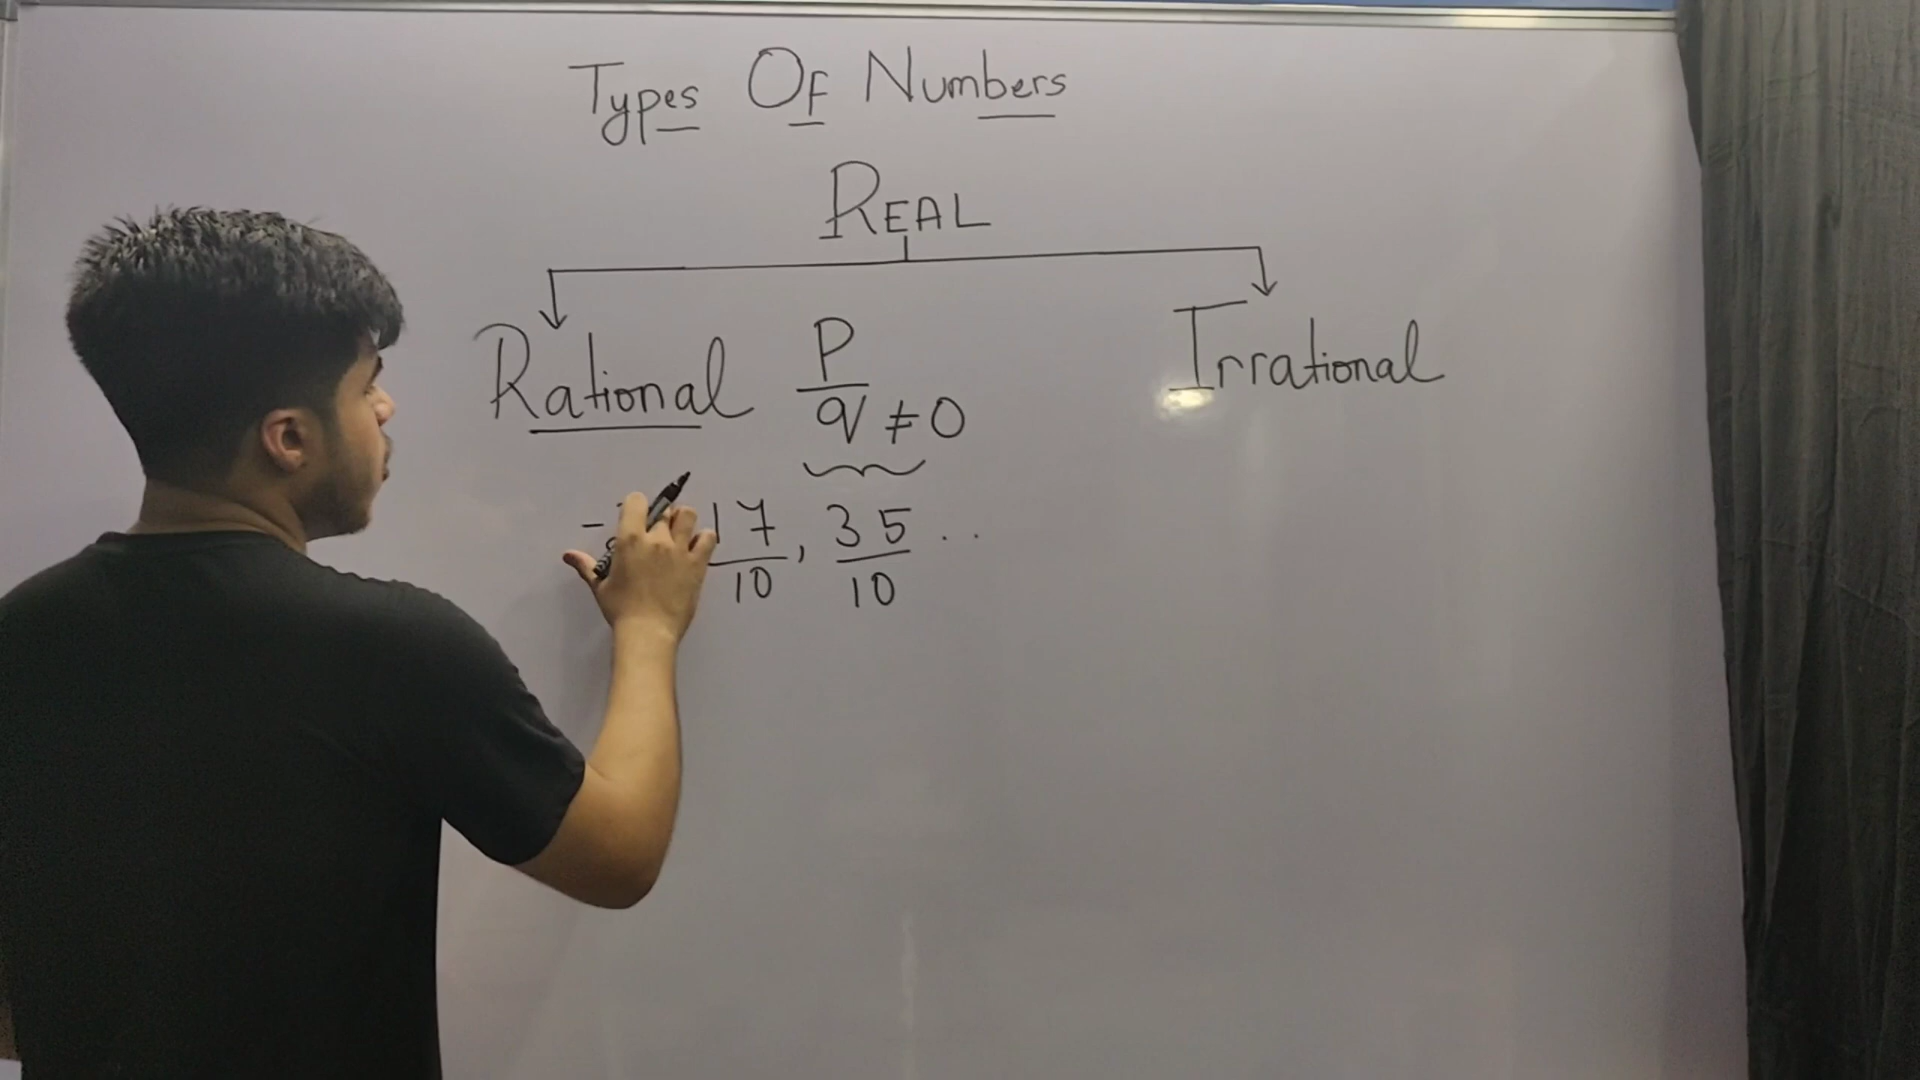 Types Of Numbers
REAL
Rational P/q ≠ 0 Irrational
- 17/10, 35/10 ..